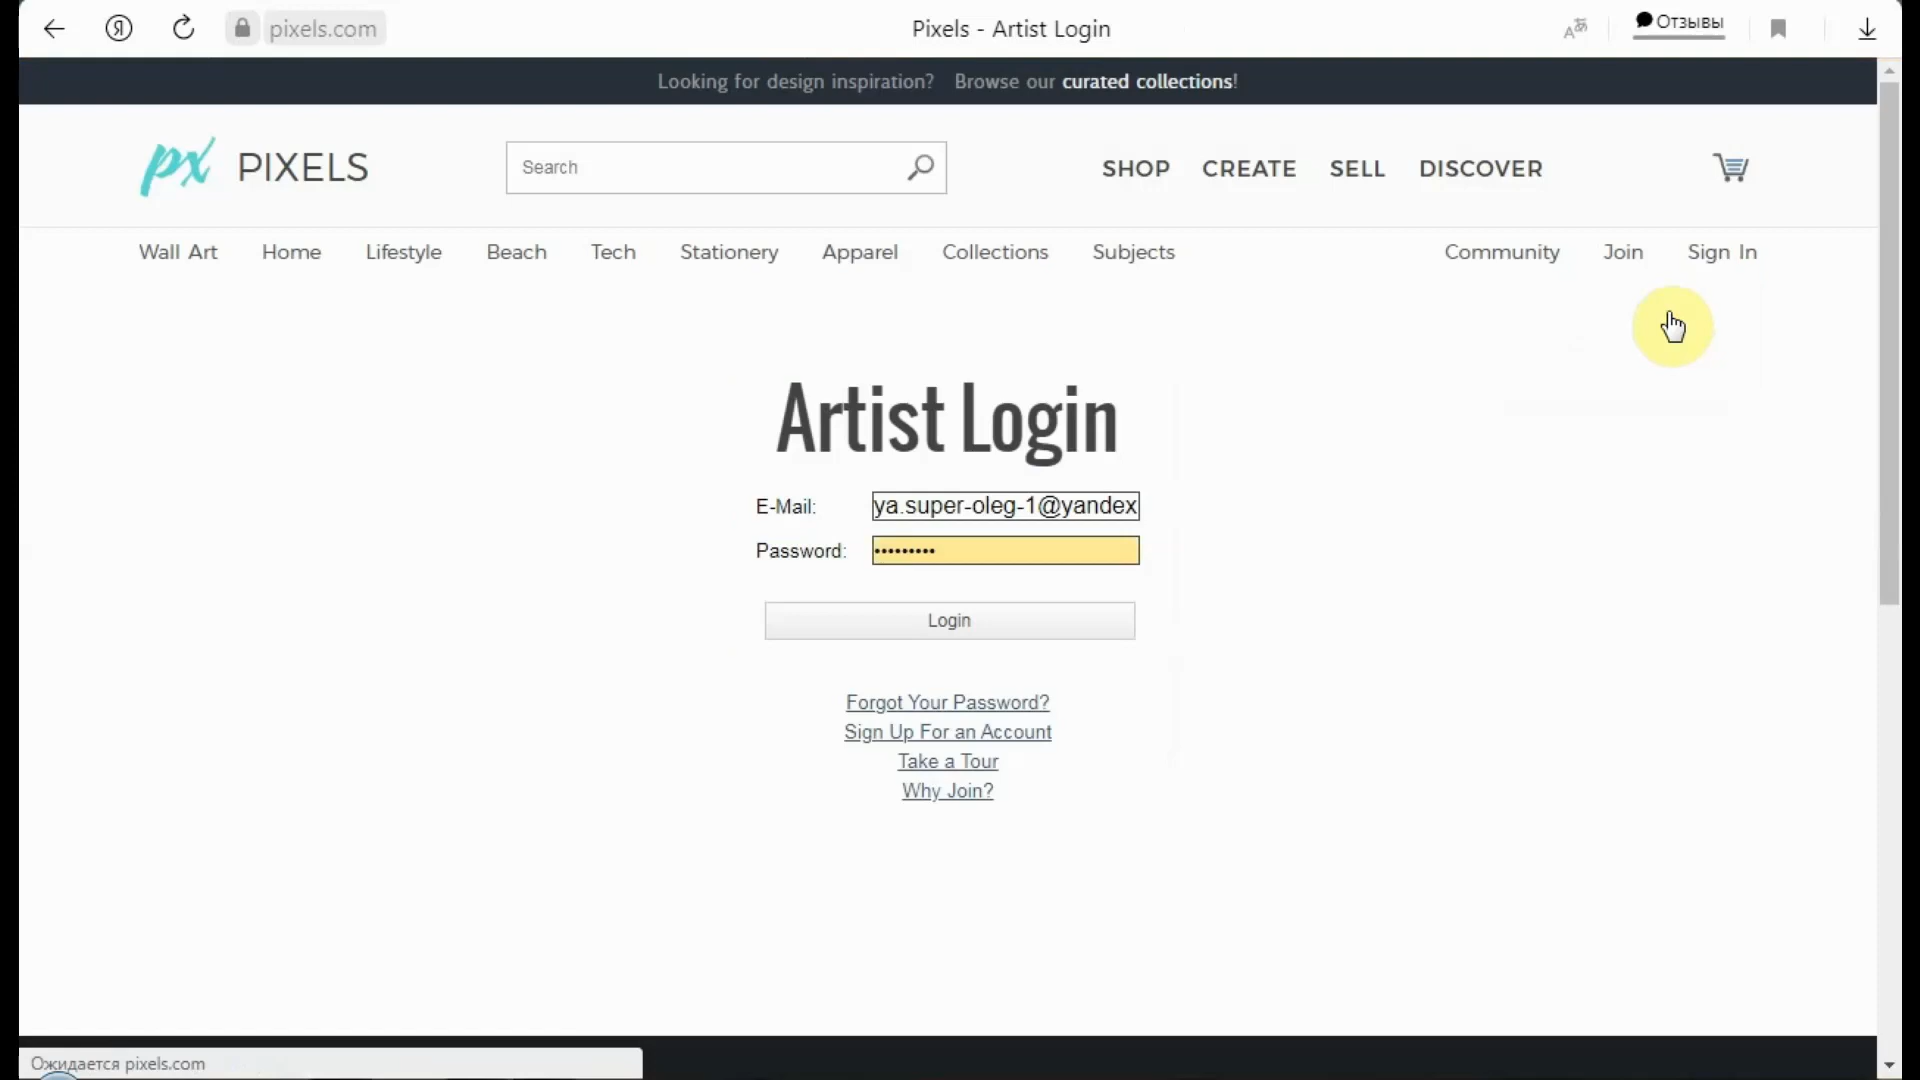 Я pixels.com Pixels - Artist Login Отзывы
Looking for design inspiration? Browse our curated collections!
px PIXELS Search SHOP CREATE SELL DISCOVER
Wall Art Home Lifestyle Beach Tech Stationery Apparel Collections Subjects Community Join Sign In
Artist Login
E-Mail: ya.super-oleg-1@yandex
Password: •••••••••
Login
Forgot Your Password?
Sign Up For an Account
Take a Tour
Why Join?
Ожидается pixels.com